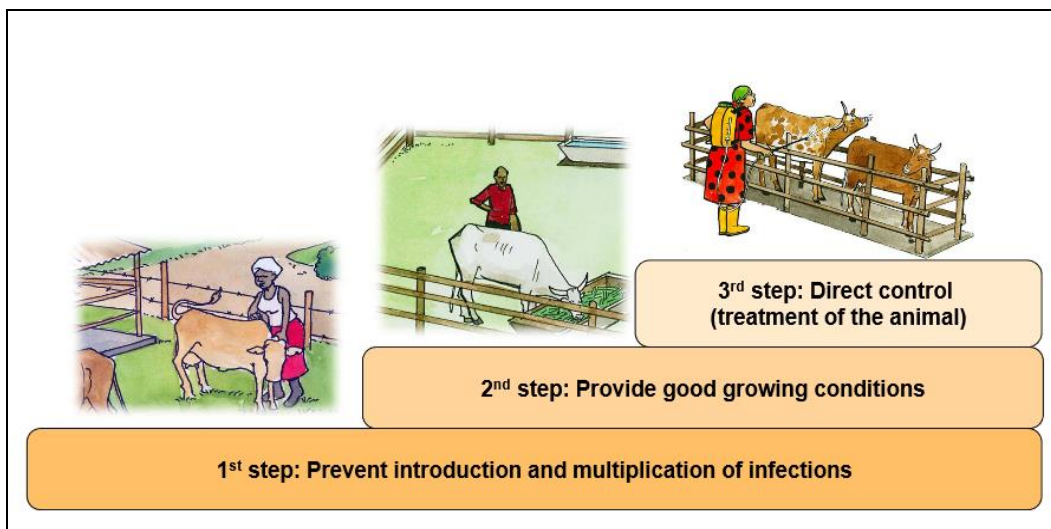 3rd step: Direct control
(treatment of the animal)
2nd step: Provide good growing conditions
1st step: Prevent introduction and multiplication of infections